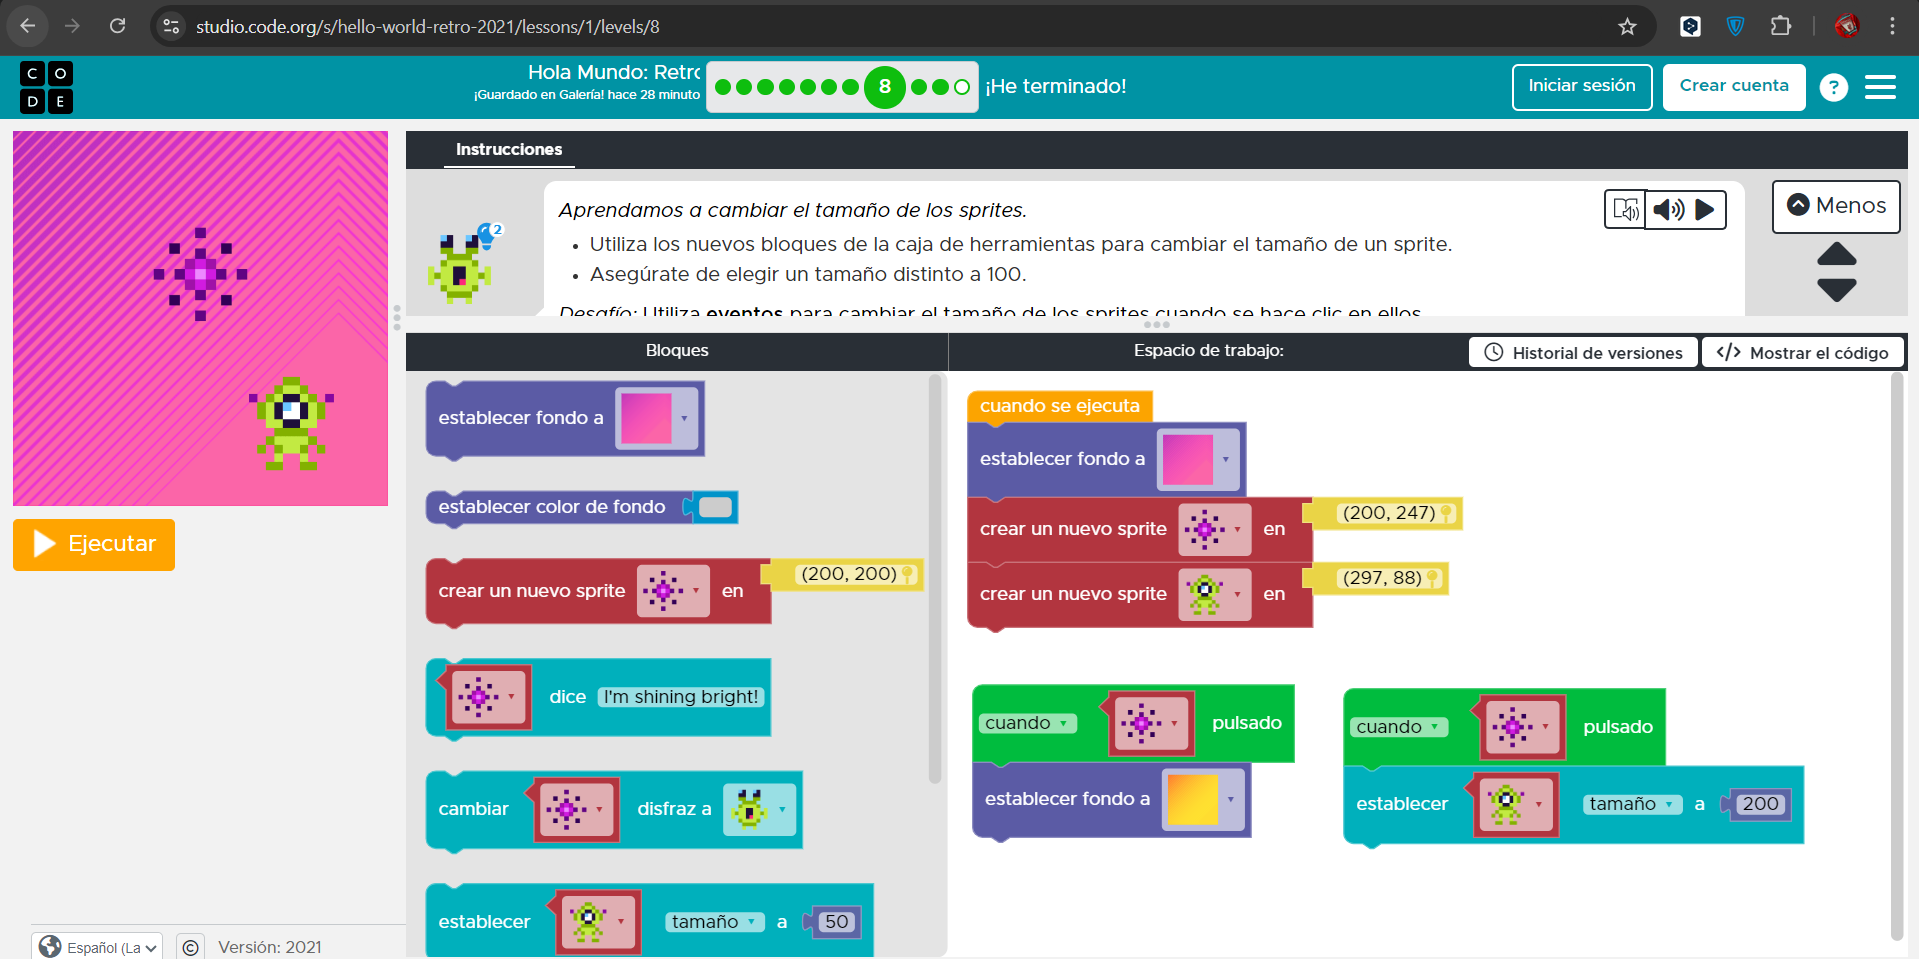 studio.code.org/s/hello-world-retro-2021/lessons/1/levels/8
C O
D E
Hola Mundo: Retro
¡Guardado en Galería! hace 28 minuto
8
¡He terminado!
Iniciar sesión
Crear cuenta
?
Instrucciones
2
Aprendamos a cambiar el tamaño de los sprites.
• Utiliza los nuevos bloques de la caja de herramientas para cambiar el tamaño de un sprite.
• Asegúrate de elegir un tamaño distinto a 100.
Desafío: Utiliza eventos para cambiar el tamaño de los sprites cuando se hace clic en ellos
Menos
Ejecutar
Bloques
Espacio de trabajo:
Historial de versiones
</> Mostrar el código
establecer fondo a
establecer color de fondo
crear un nuevo sprite en (200, 200)
dice I'm shining bright!
cambiar disfraz a
establecer tamaño a 50
cuando se ejecuta
establecer fondo a
crear un nuevo sprite en (200, 247)
crear un nuevo sprite en (297, 88)
cuando pulsado
establecer fondo a
cuando pulsado
establecer tamaño a 200
Español (La
© Versión: 2021